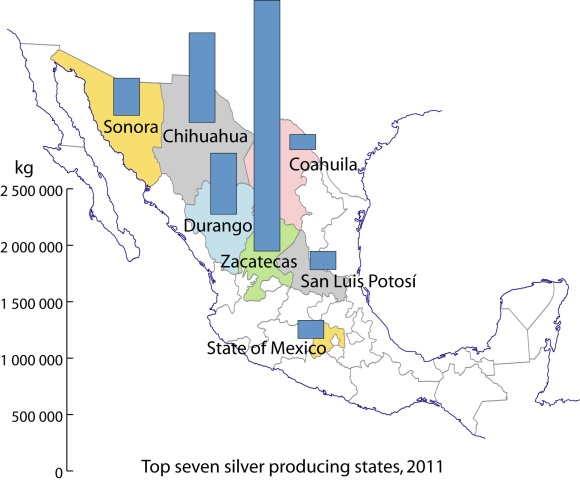 Sonora
Chihuahua
kg
Coahuila
2 500 000
Durango
2 000 000
Zacatecas
San Luis Potosí
1 500 000
State of Mexico
1 000 000
500 000
0
Top seven silver producing states, 2011